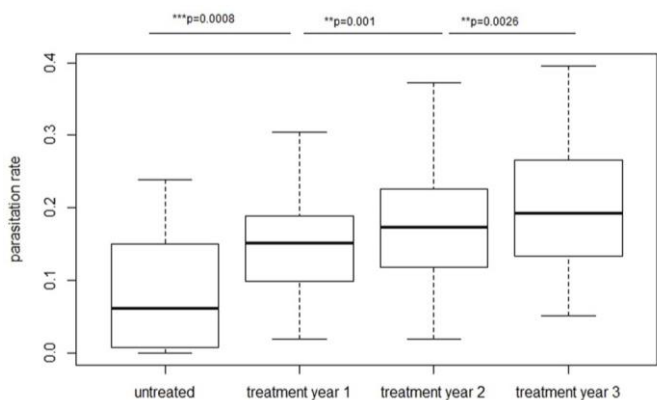 ***p=0.0008 **p=0.001 **p=0.0026
parasitation rate
0.4
0.3
0.2
0.1
0.0
untreated treatment year 1 treatment year 2 treatment year 3